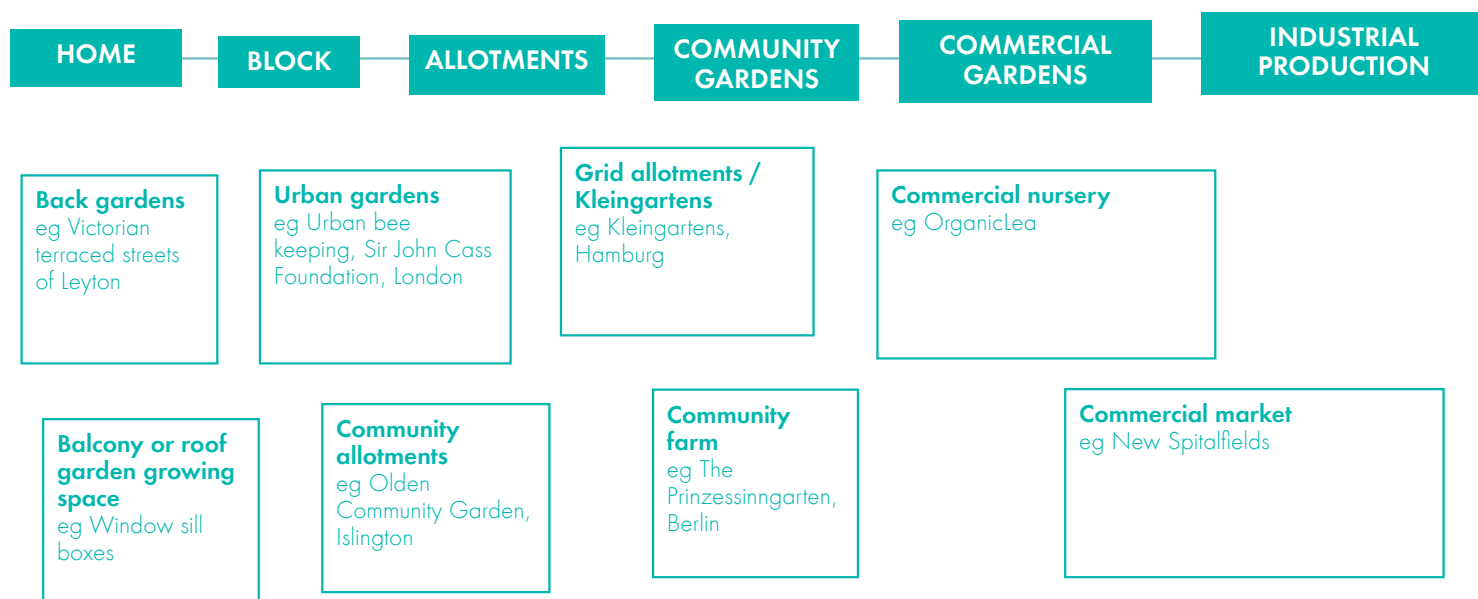 HOME
BLOCK
ALLOTMENTS
COMMUNITY
GARDENS
COMMERCIAL
GARDENS
INDUSTRIAL
PRODUCTION
Back gardens
eg Victorian
terraced streets
of Leyton
Urban gardens
eg Urban bee
keeping, Sir John Cass
Foundation, London
Grid allotments /
Kleingartens
eg Kleingartens,
Hamburg
Commercial nursery
eg OrganicLea
Balcony or roof
garden growing
space
eg Window sill
boxes
Community
allotments
eg Olden
Community Garden,
Islington
Community
farm
eg The
Prinzessinngarten,
Berlin
Commercial market
eg New Spitalfields